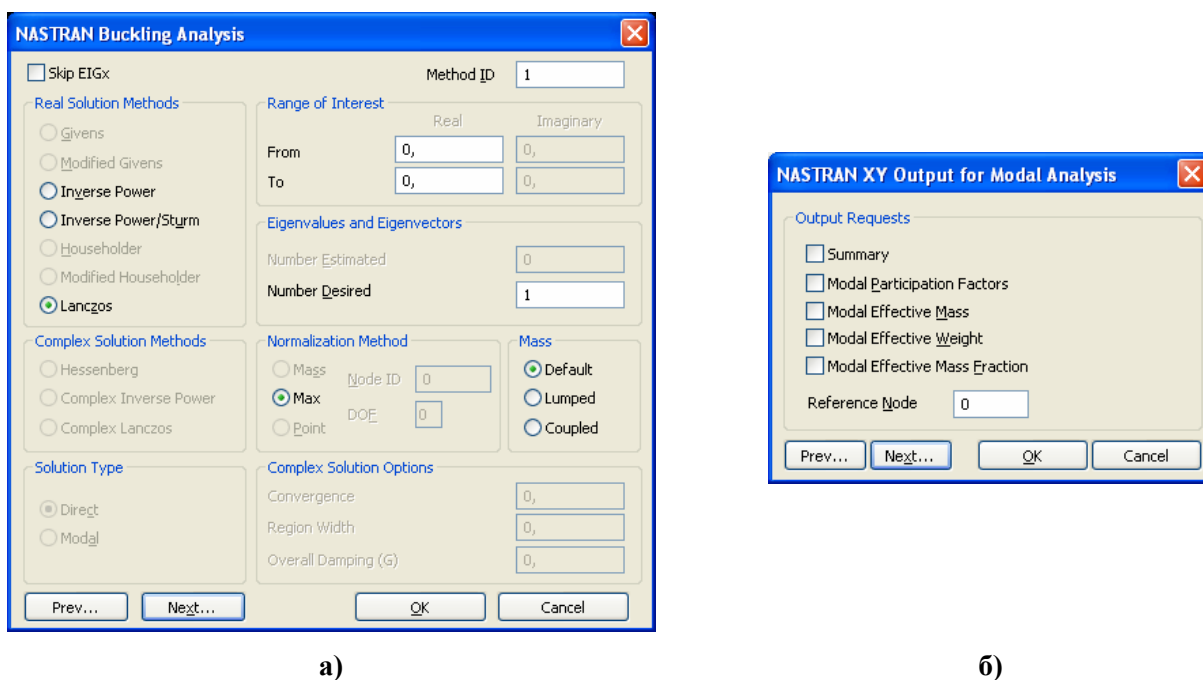 NASTRAN Buckling Analysis
Skip EIGx
Method ID 1
Real Solution Methods
Givens
Modified Givens
Inverse Power
Inverse Power/Sturm
Householder
Modified Householder
Lanczos
Range of Interest
Real Imaginary
From 0, 0,
To 0, 0,
Eigenvalues and Eigenvectors
Number Estimated 0
Number Desired 1
Complex Solution Methods
Hessenberg
Complex Inverse Power
Complex Lanczos
Normalization Method
Mass
Max
Point
Node ID 0
DOF 0
Mass
Default
Lumped
Coupled
Solution Type
Direct
Modal
Complex Solution Options
Convergence 0,
Region Width 0,
Overall Damping (G) 0,
Prev... Next... OK Cancel
а)
NASTRAN XY Output for Modal Analysis
Output Requests
Summary
Modal Participation Factors
Modal Effective Mass
Modal Effective Weight
Modal Effective Mass Fraction
Reference Node 0
Prev... Next... OK Cancel
б)